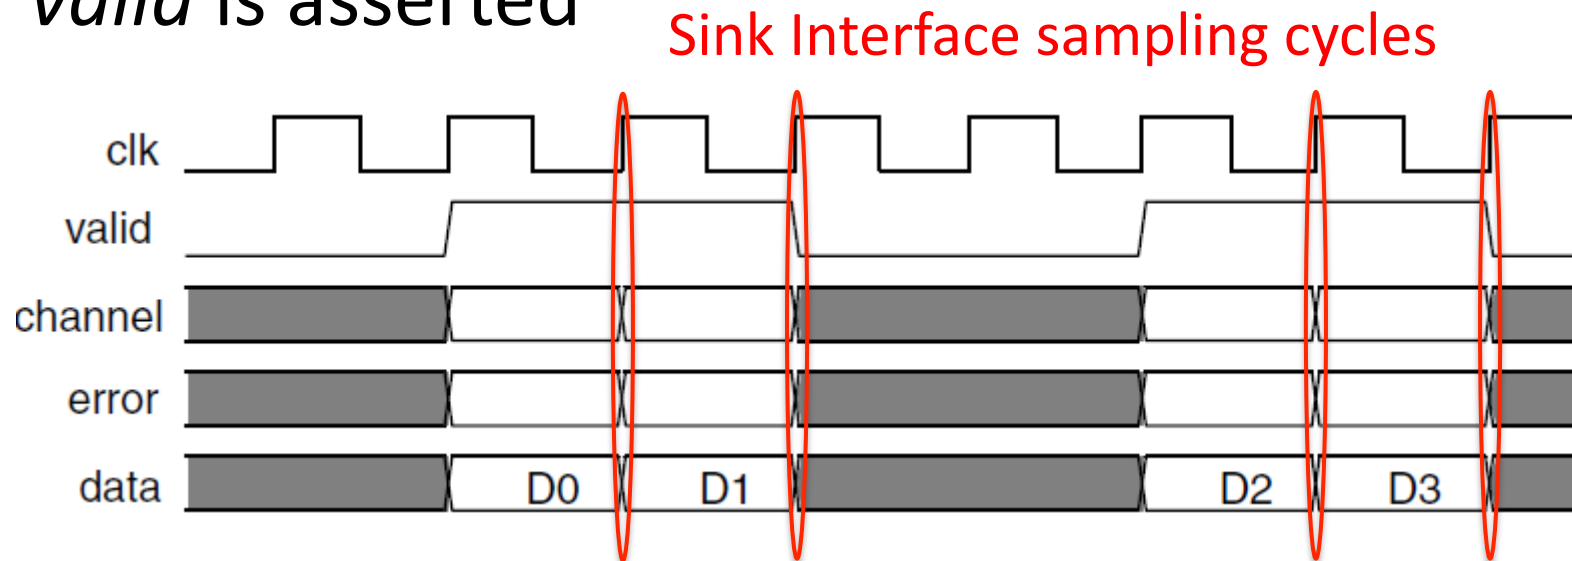 valid is asserted
Sink Interface sampling cycles
clk
valid
channel
error
data D0 D1 D2 D3